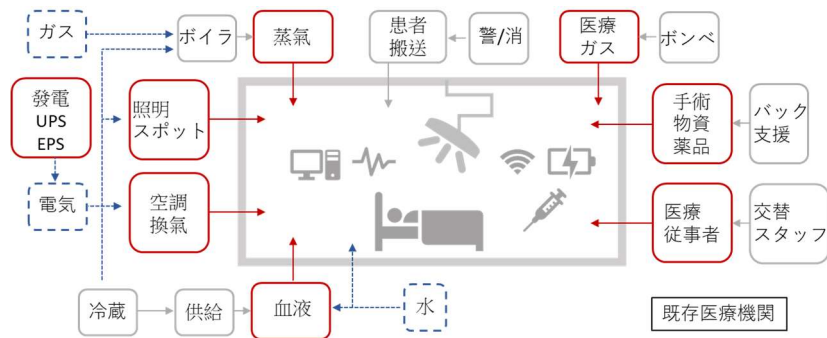 ガス
ボイラ
蒸氣
患者
搬送
警/消
医療
ガス
ボンベ
發電
UPS
EPS
照明
スポット
手術
物資
薬品
バック
支援
電気
空調
換氣
医療
従事者
交替
スタッフ
冷蔵
供給
血液
水
既存医療機関